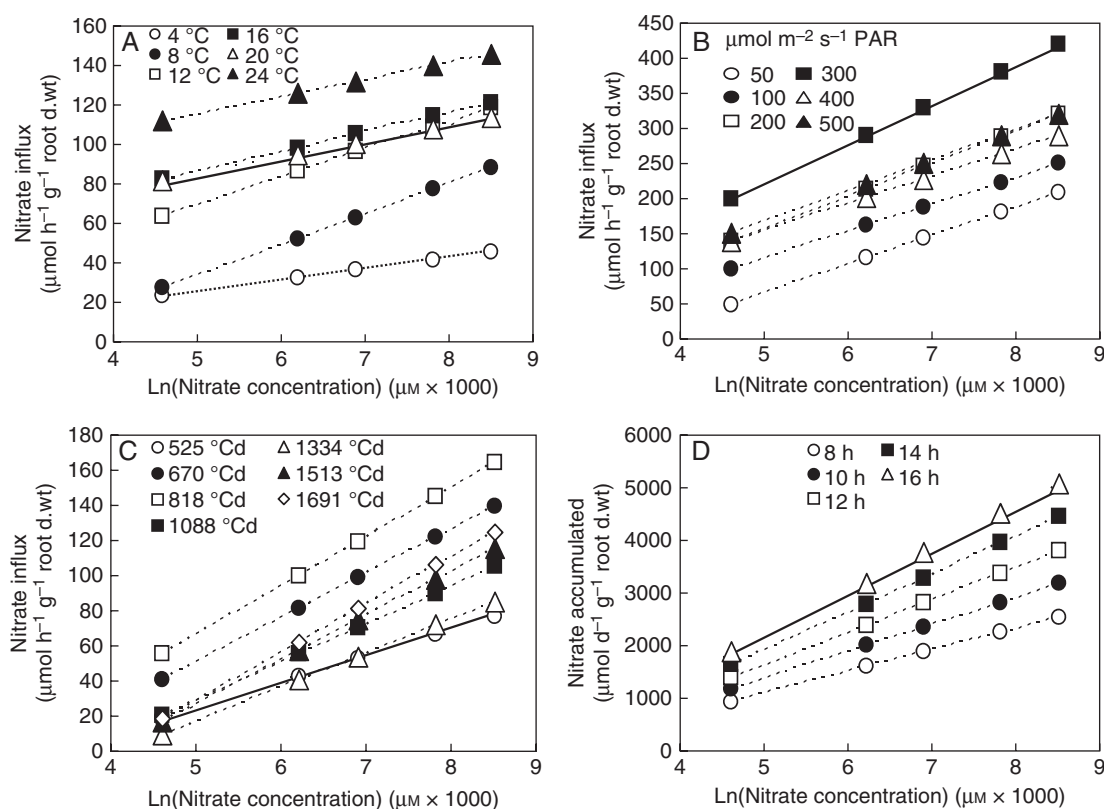 A
4 °C
16 °C
8 °C
20 °C
12 °C
24 °C
160
140
120
100
80
60
40
20
0
4 5 6 7 8 9
Nitrate influx
(μmol h⁻¹ g⁻¹ root d.wt)
Ln(Nitrate concentration) (μM × 1000)
B
μmol m⁻² s⁻¹ PAR
50
300
100
400
200
500
450
400
350
300
250
200
150
100
50
0
4 5 6 7 8 9
Nitrate influx
(μmol h⁻¹ g⁻¹ root d.wt)
Ln(Nitrate concentration) (μM × 1000)
C
525 °Cd
1334 °Cd
670 °Cd
1513 °Cd
818 °Cd
1691 °Cd
1088 °Cd
180
160
140
120
100
80
60
40
20
0
4 5 6 7 8 9
Nitrate influx
(μmol h⁻¹ g⁻¹ root d.wt)
Ln(Nitrate concentration) (μM × 1000)
D
8 h
14 h
10 h
16 h
12 h
6000
5000
4000
3000
2000
1000
0
4 5 6 7 8 9
Nitrate accumulated
(μmol d⁻¹ g⁻¹ root d.wt)
Ln(Nitrate concentration) (μM × 1000)